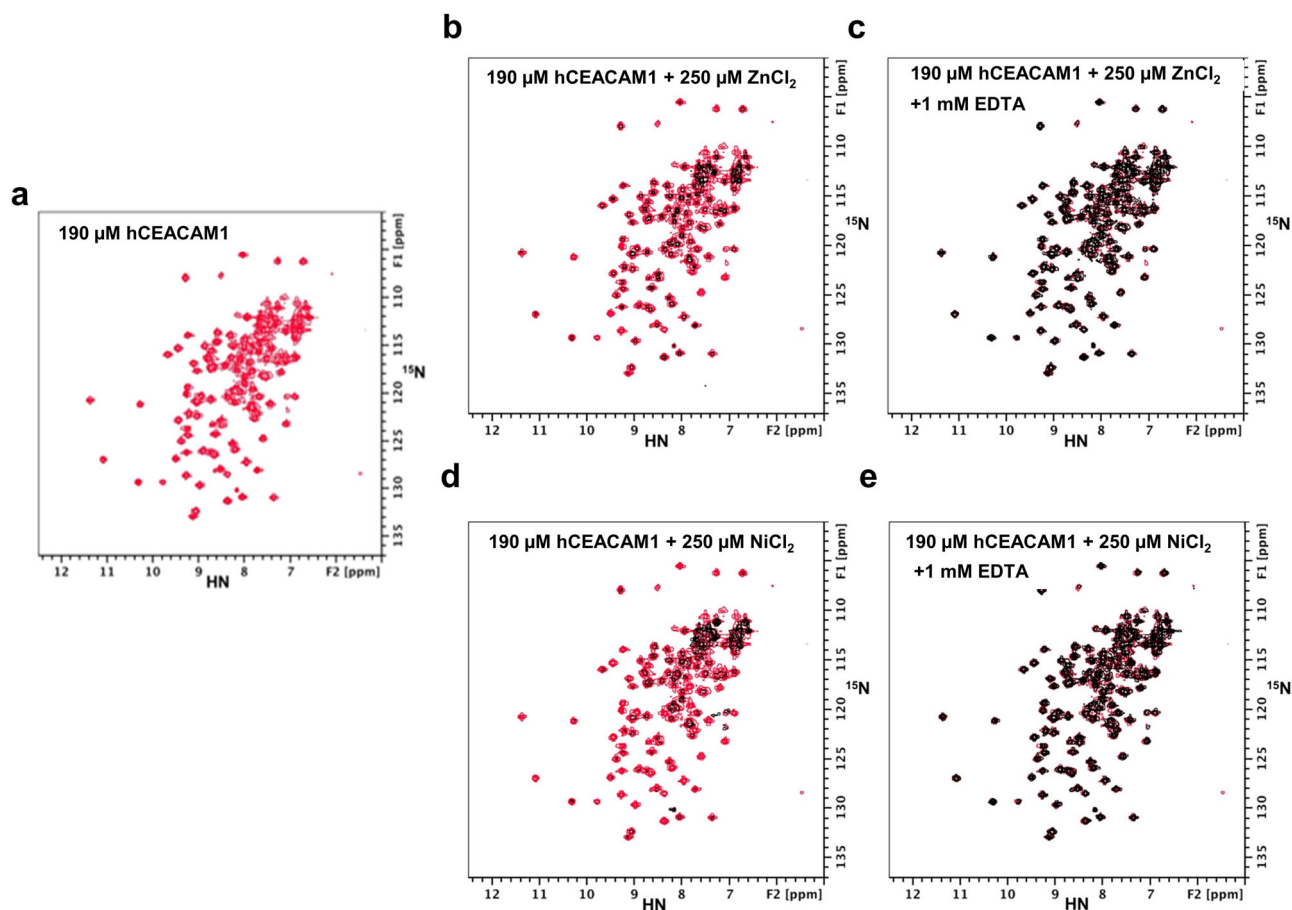 b
c
190 µM hCEACAM1 + 250 µM ZnCl₂
190 µM hCEACAM1 + 250 µM ZnCl₂
+1 mM EDTA
F1 [ppm]
110
115
¹⁵N
120
125
130
135
12 11 10 9 8 7 F2 [ppm]
HN
F1 [ppm]
110
115
¹⁵N
120
125
130
135
12 11 10 9 8 7 F2 [ppm]
HN
a
190 µM hCEACAM1
F1 [ppm]
110
115
¹⁵N
120
125
130
135
12 11 10 9 8 7 F2 [ppm]
HN
d
e
190 µM hCEACAM1 + 250 µM NiCl₂
190 µM hCEACAM1 + 250 µM NiCl₂
+1 mM EDTA
F1 [ppm]
110
115
¹⁵N
120
125
130
135
12 11 10 9 8 7 F2 [ppm]
HN
F1 [ppm]
110
115
¹⁵N
120
125
130
135
12 11 10 9 8 7 F2 [ppm]
HN